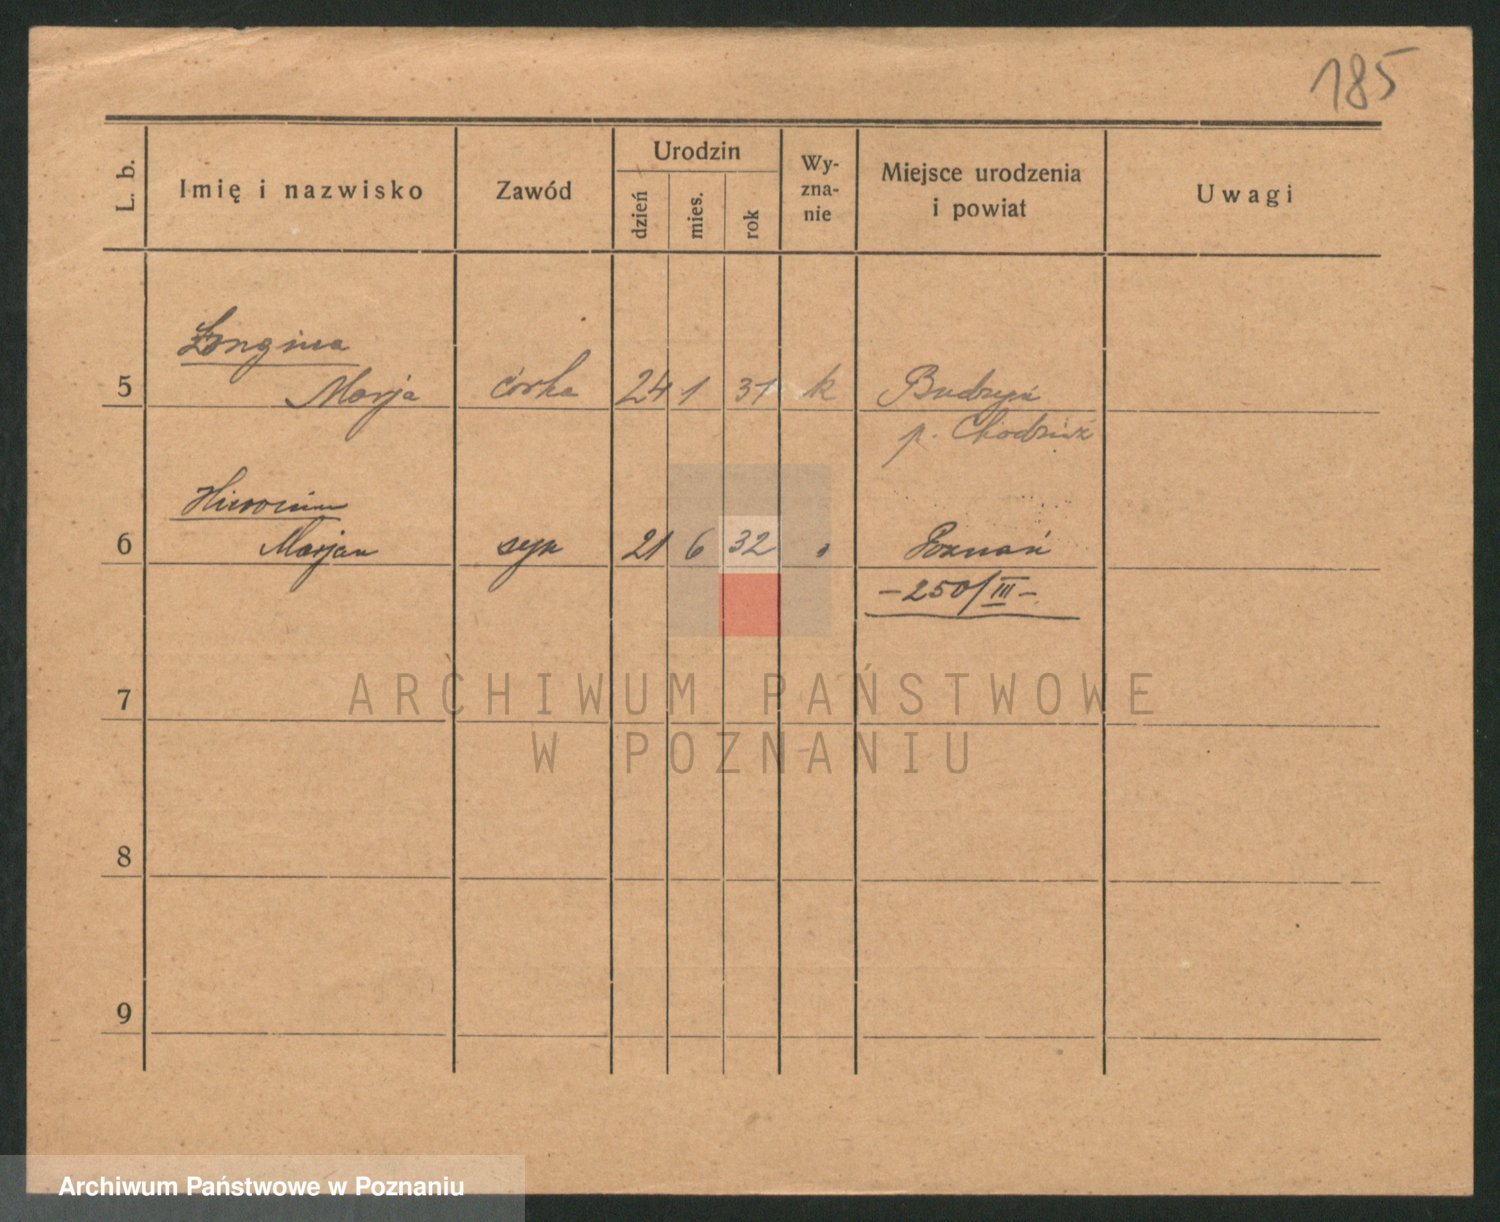 185
L. b.
Imię i nazwisko
Zawód
Urodzin
dzień
mies.
rok
Wy-
zna-
nie
Miejsce urodzenia
i powiat
Uwagi
Longina
5 Marja córka 24 1 31 k Budzyń
p. Chodzież
Hieronim
6 Marjan syn 21 6 32 Poznań
-250/III-
7
ARCHIWUM PAŃSTWOWE
W POZNANIU
8
9
Archiwum Państwowe w Poznaniu